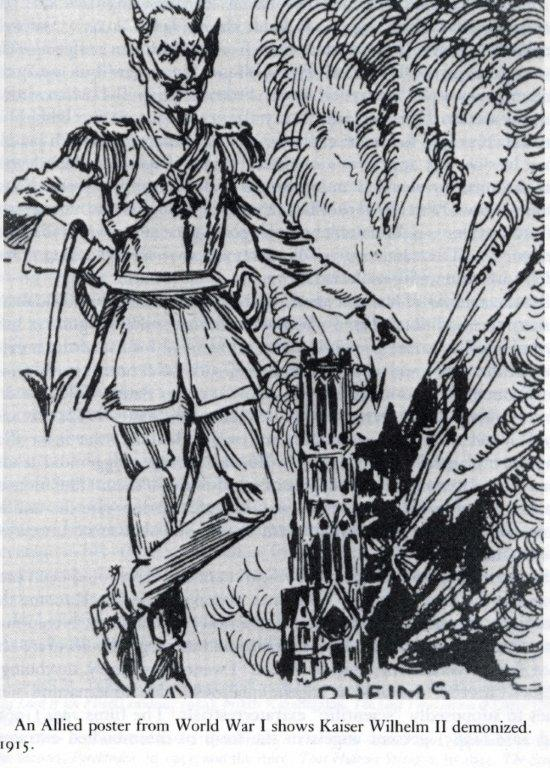 RHEIMS
An Allied poster from World War I shows Kaiser Wilhelm II demonized.
1915.